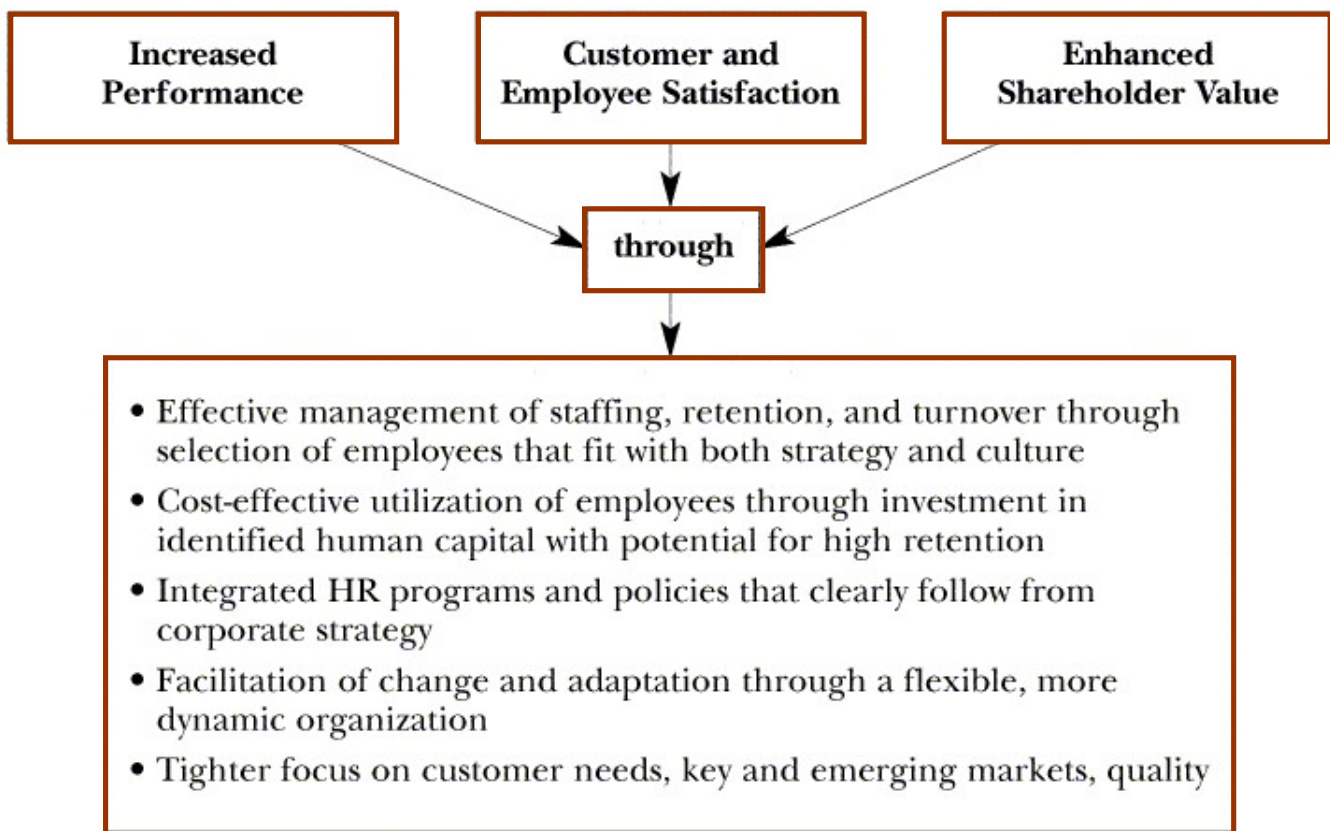 Increased
Performance
Customer and
Employee Satisfaction
Enhanced
Shareholder Value
through
• Effective management of staffing, retention, and turnover through
selection of employees that fit with both strategy and culture
• Cost-effective utilization of employees through investment in
identified human capital with potential for high retention
• Integrated HR programs and policies that clearly follow from
corporate strategy
• Facilitation of change and adaptation through a flexible, more
dynamic organization
• Tighter focus on customer needs, key and emerging markets, quality